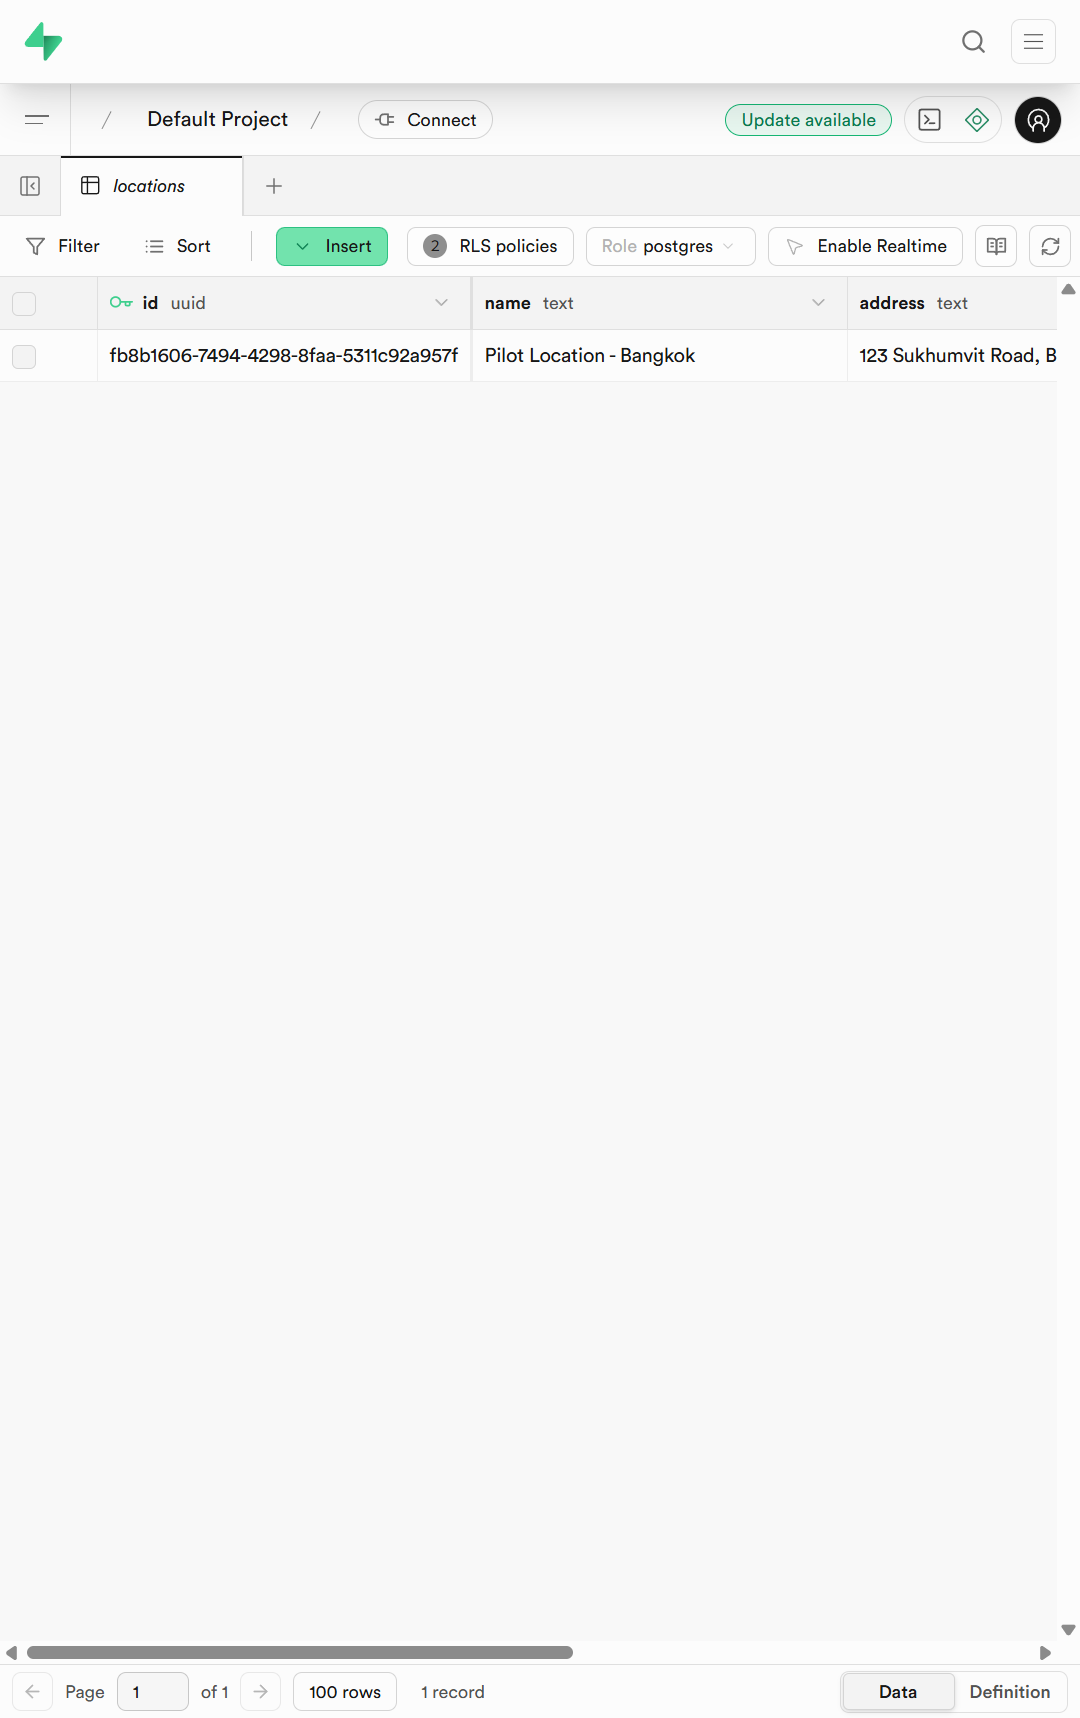 / Default Project / Connect Update available
locations
Filter Sort Insert 2 RLS policies Role postgres Enable Realtime
id uuid name text address text
fb8b1606-7494-4298-8faa-5311c92a957f Pilot Location - Bangkok 123 Sukhumvit Road, B
Page 1 of 1 100 rows 1 record Data Definition